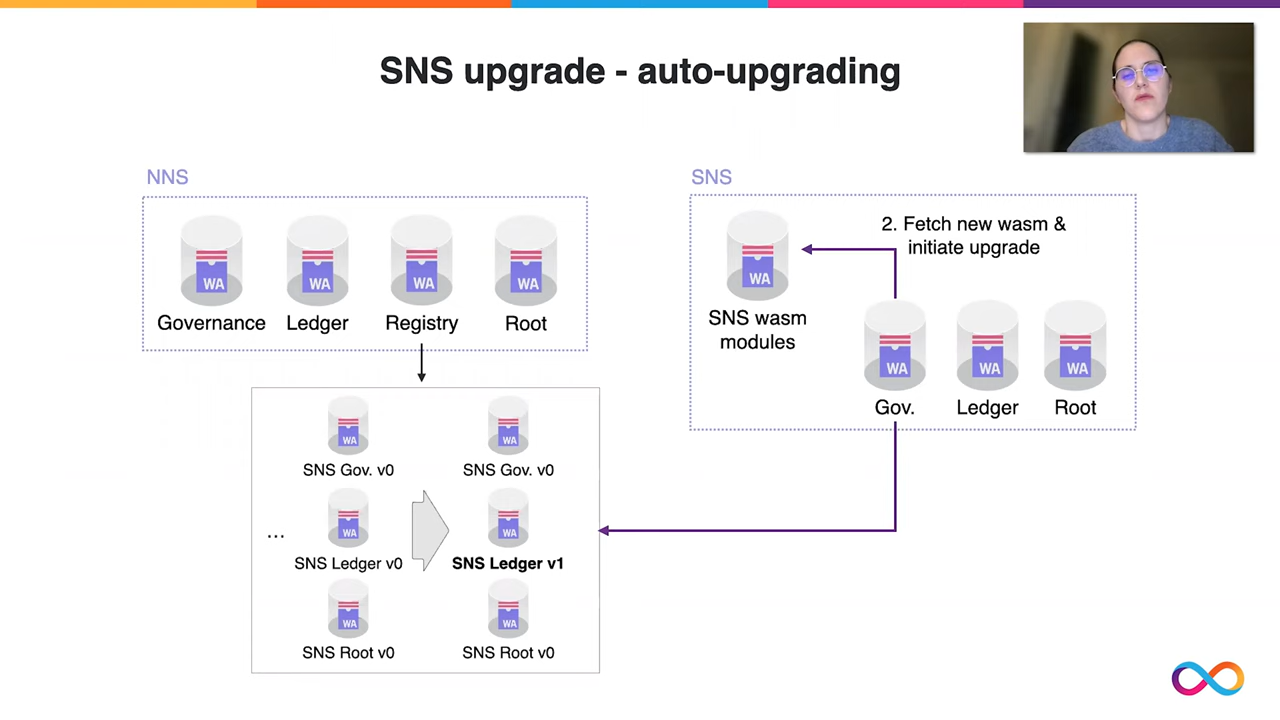 SNS upgrade - auto-upgrading
NNS
WA
WA
WA
WA
Governance
Ledger
Registry
Root
SNS
WA
SNS wasm
modules
2. Fetch new wasm &
initiate upgrade
WA
WA
WA
Gov.
Ledger
Root
WA
WA
SNS Gov. v0
SNS Gov. v0
...
WA
WA
SNS Ledger v0
SNS Ledger v1
WA
WA
SNS Root v0
SNS Root v0